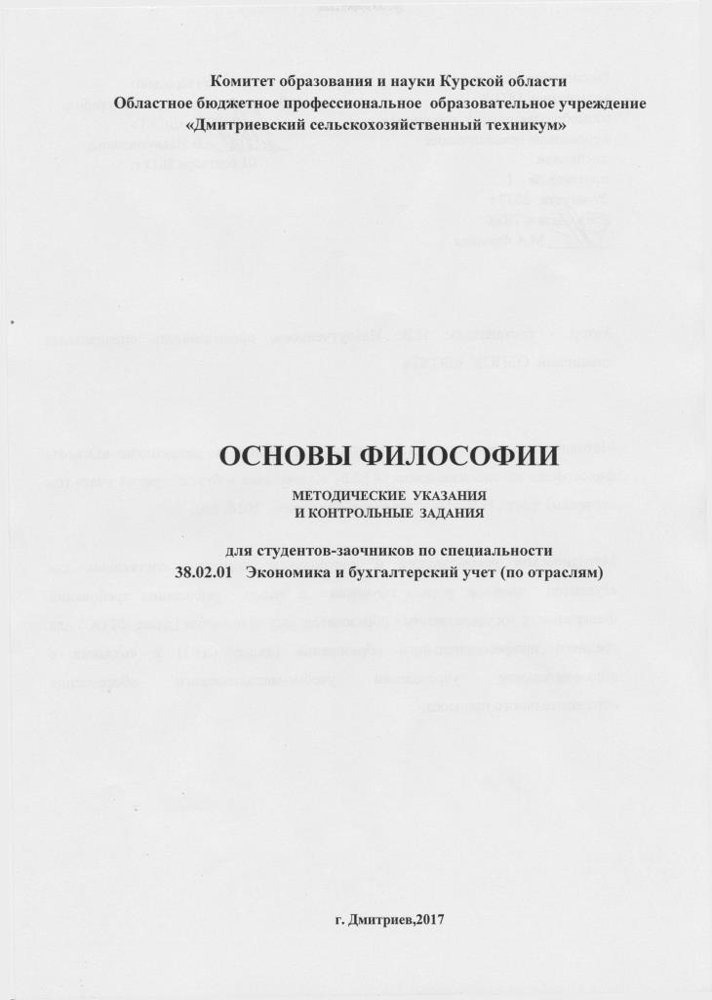 Комитет образования и науки Курской области
Областное бюджетное профессиональное образовательное учреждение
«Дмитриевский сельскохозяйственный техникум»
ОСНОВЫ ФИЛОСОФИИ
МЕТОДИЧЕСКИЕ УКАЗАНИЯ
И КОНТРОЛЬНЫЕ ЗАДАНИЯ
для студентов-заочников по специальности
38.02.01 Экономика и бухгалтерский учет (по отраслям)
г. Дмитриев,2017